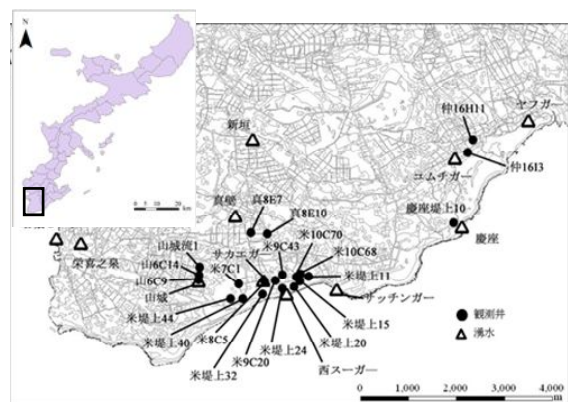 N
N
0 5 10 20
km
仲16H11
ヤフガー
新垣
仲16I3
ユムチガー
真壁
真8E7
慶座堤上10
真8E10
慶座
米10C70
山城流1
米9C43
サカエガー
米10C68
栄喜之泉
山6C14
米7C1
米堤上11
山6C9
サッチンガー
山城
米堤上15
米堤上44
米堤上20
米堤上40
米8C5
米堤上24
米9C20
西スーガー
米堤上32
観測井
湧水
0 1,000 2,000 3,000 4,000
m